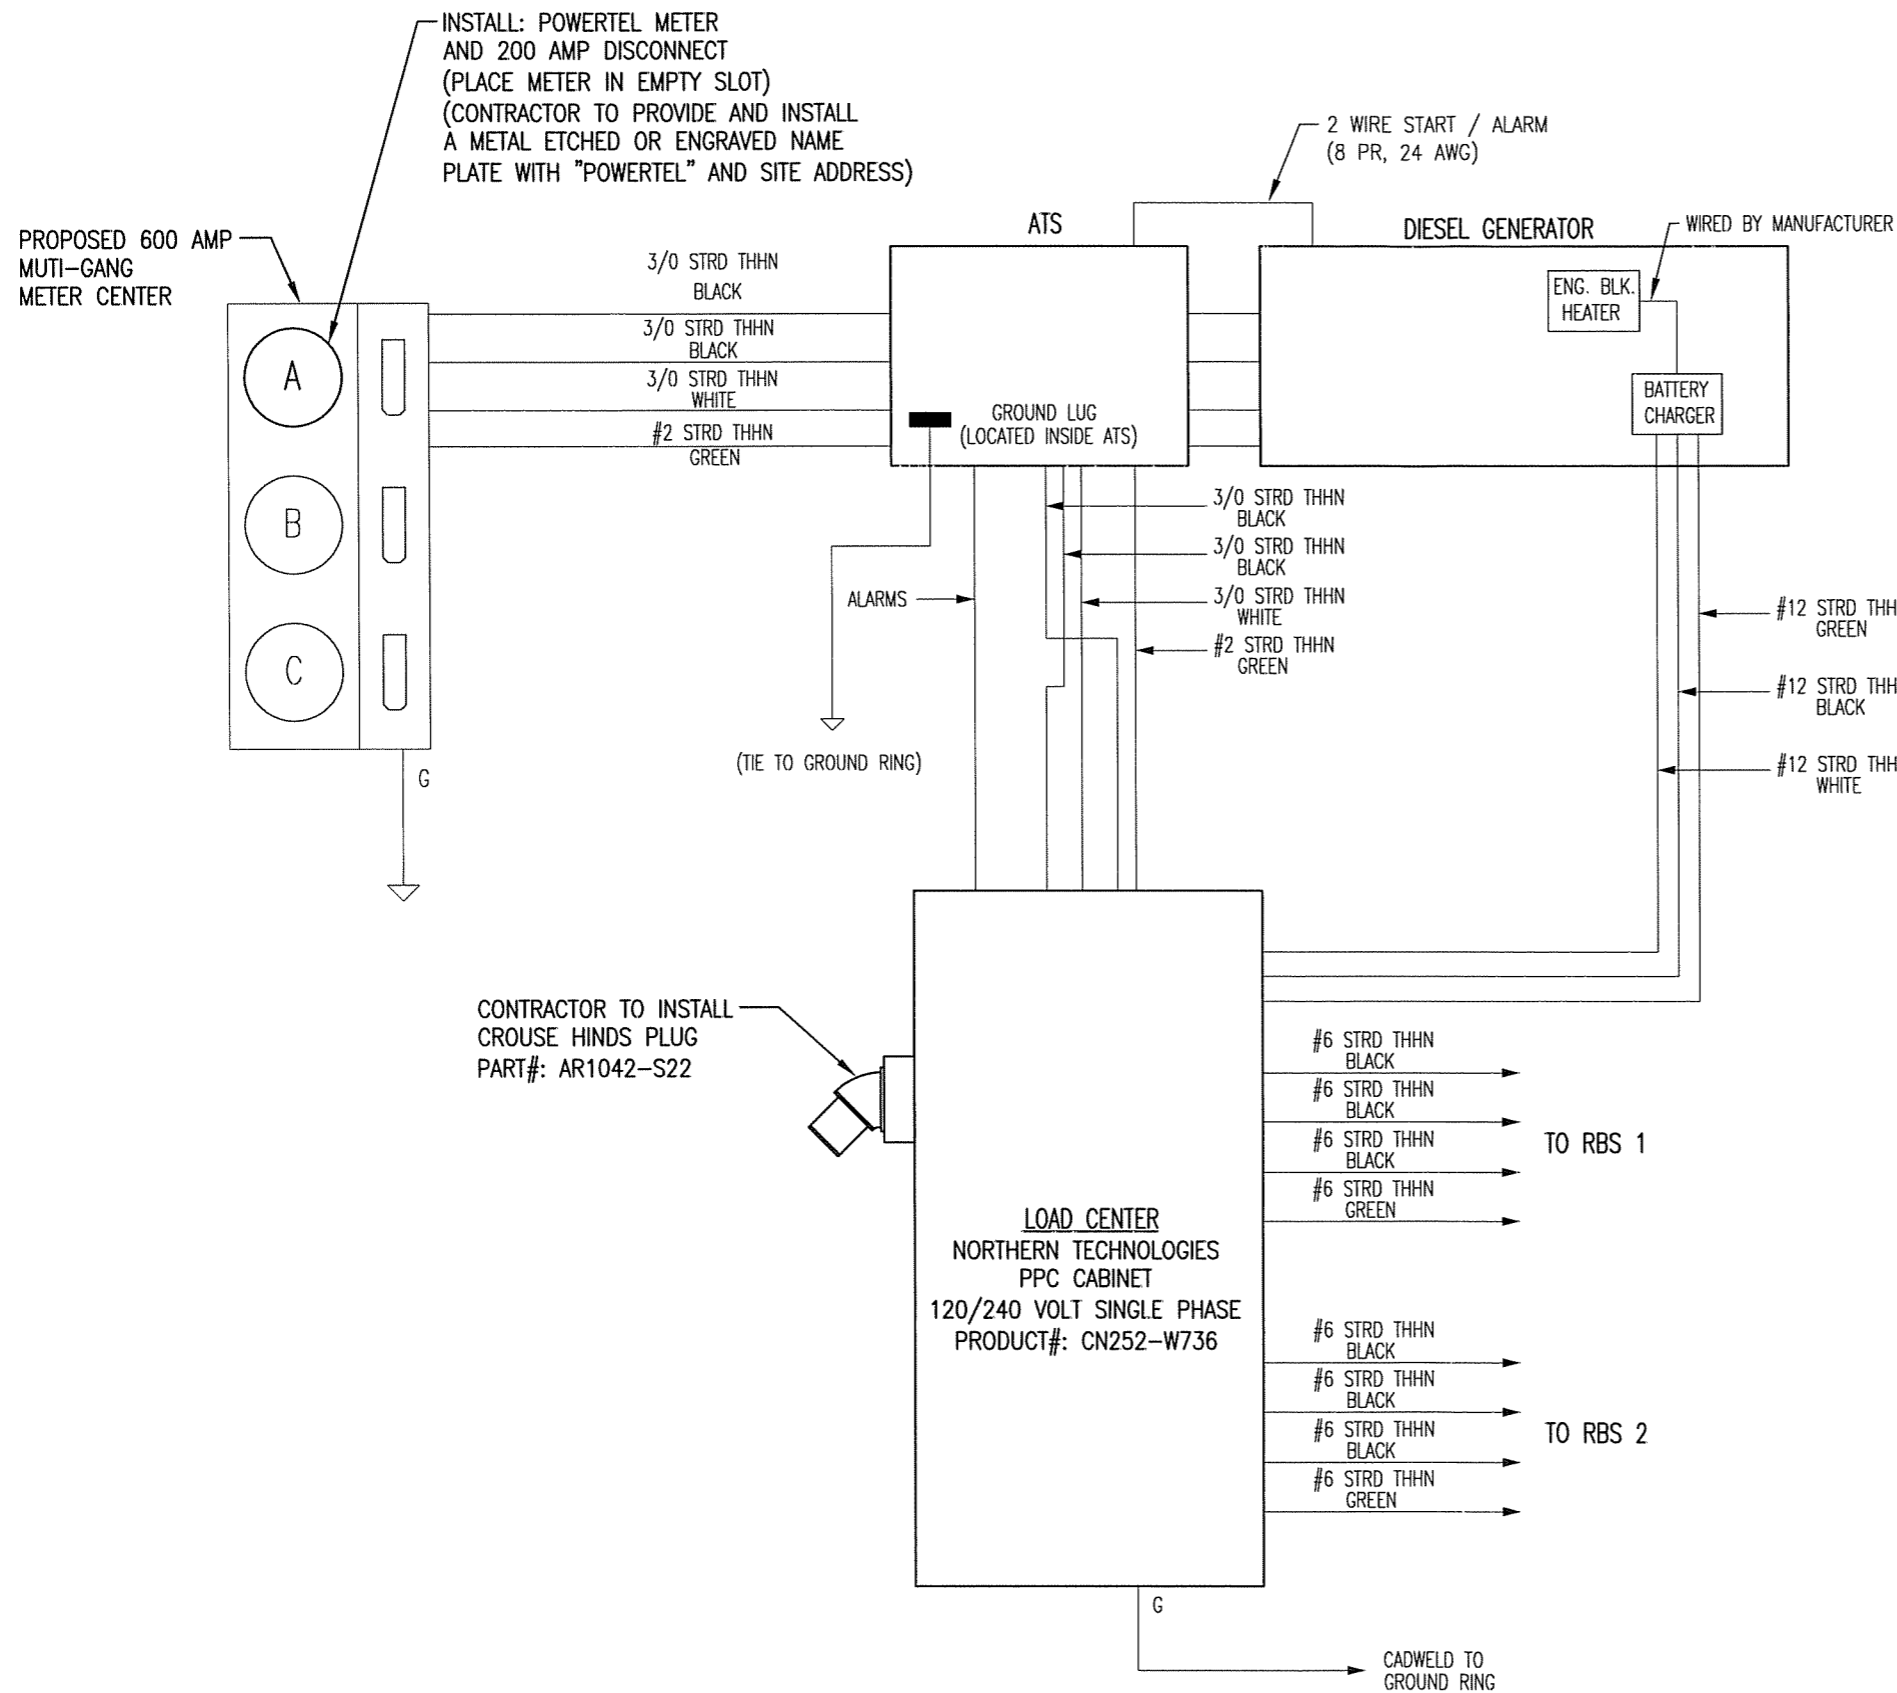 INSTALL: POWERTEL METER
AND 200 AMP DISCONNECT
(PLACE METER IN EMPTY SLOT)
(CONTRACTOR TO PROVIDE AND INSTALL
A METAL ETCHED OR ENGRAVED NAME
PLATE WITH "POWERTEL" AND SITE ADDRESS)
2 WIRE START / ALARM
(8 PR, 24 AWG)
PROPOSED 600 AMP
MUTI-GANG
METER CENTER
ATS
DIESEL GENERATOR
WIRED BY MANUFACTURER
3/0 STRD THHN
BLACK
3/0 STRD THHN
BLACK
3/0 STRD THHN
WHITE
#2 STRD THHN
GREEN
ENG. BLK.
HEATER
BATTERY
CHARGER
GROUND LUG
(LOCATED INSIDE ATS)
A
B
C
G
3/0 STRD THHN
BLACK
3/0 STRD THHN
BLACK
3/0 STRD THHN
WHITE
#2 STRD THHN
GREEN
ALARMS
(TIE TO GROUND RING)
#12 STRD THH
GREEN
#12 STRD THH
BLACK
#12 STRD THH
WHITE
CONTRACTOR TO INSTALL
CROUSE HINDS PLUG
PART#: AR1042-S22
LOAD CENTER
NORTHERN TECHNOLOGIES
PPC CABINET
120/240 VOLT SINGLE PHASE
PRODUCT#: CN252-W736
#6 STRD THHN
BLACK
#6 STRD THHN
BLACK
#6 STRD THHN
BLACK
#6 STRD THHN
GREEN
TO RBS 1
#6 STRD THHN
BLACK
#6 STRD THHN
BLACK
#6 STRD THHN
BLACK
#6 STRD THHN
GREEN
TO RBS 2
G
CADWELD TO
GROUND RING